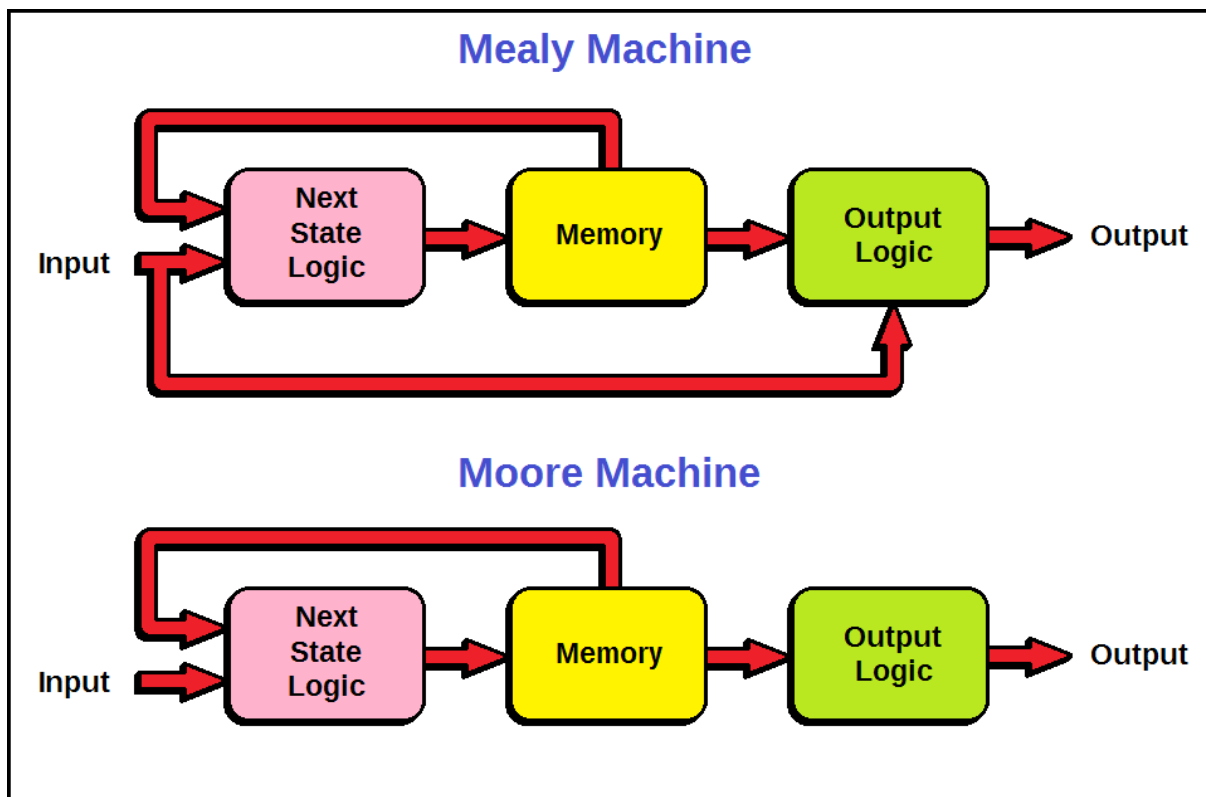 Mealy Machine
Input
Next
State
Logic
Memory
Output
Logic
Output
Moore Machine
Input
Next
State
Logic
Memory
Output
Logic
Output